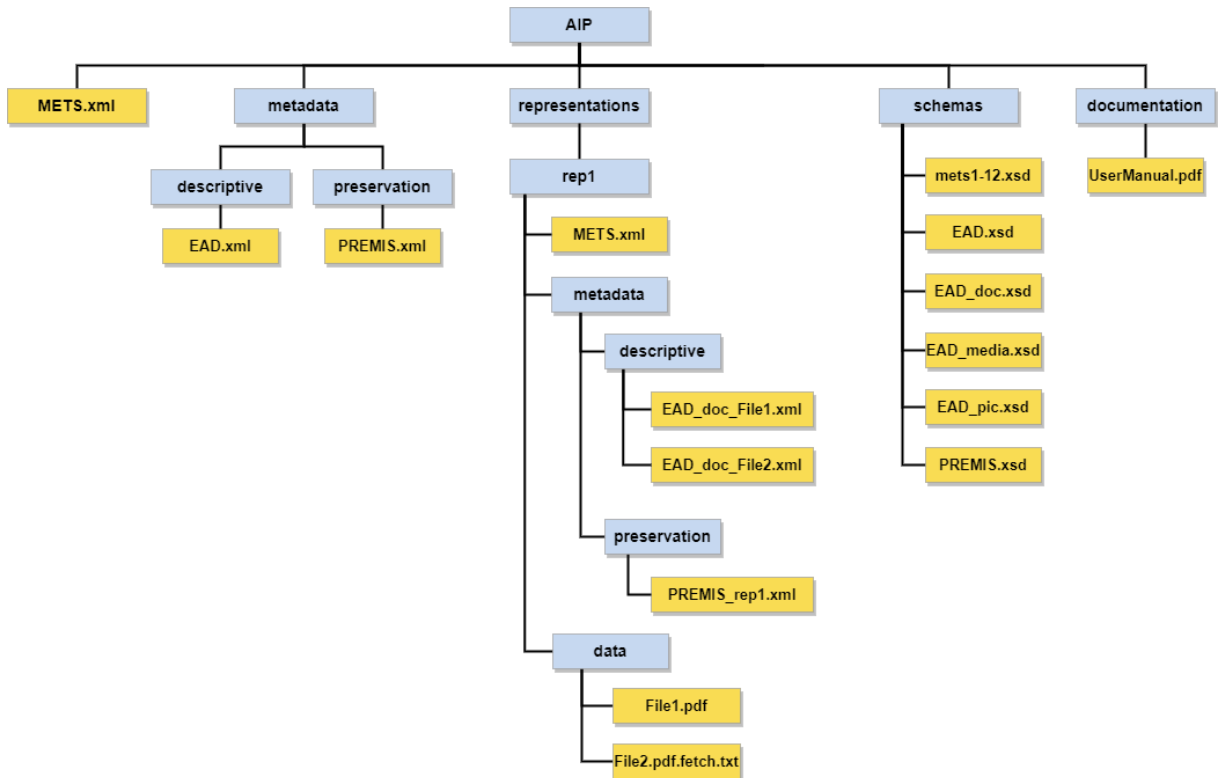 AIP
METS.xml
metadata
representations
schemas
documentation
descriptive
preservation
EAD.xml
PREMIS.xml
rep1
METS.xml
metadata
descriptive
EAD_doc_File1.xml
EAD_doc_File2.xml
preservation
PREMIS_rep1.xml
data
File1.pdf
File2.pdf.fetch.txt
mets1-12.xsd
EAD.xsd
EAD_doc.xsd
EAD_media.xsd
EAD_pic.xsd
PREMIS.xsd
UserManual.pdf